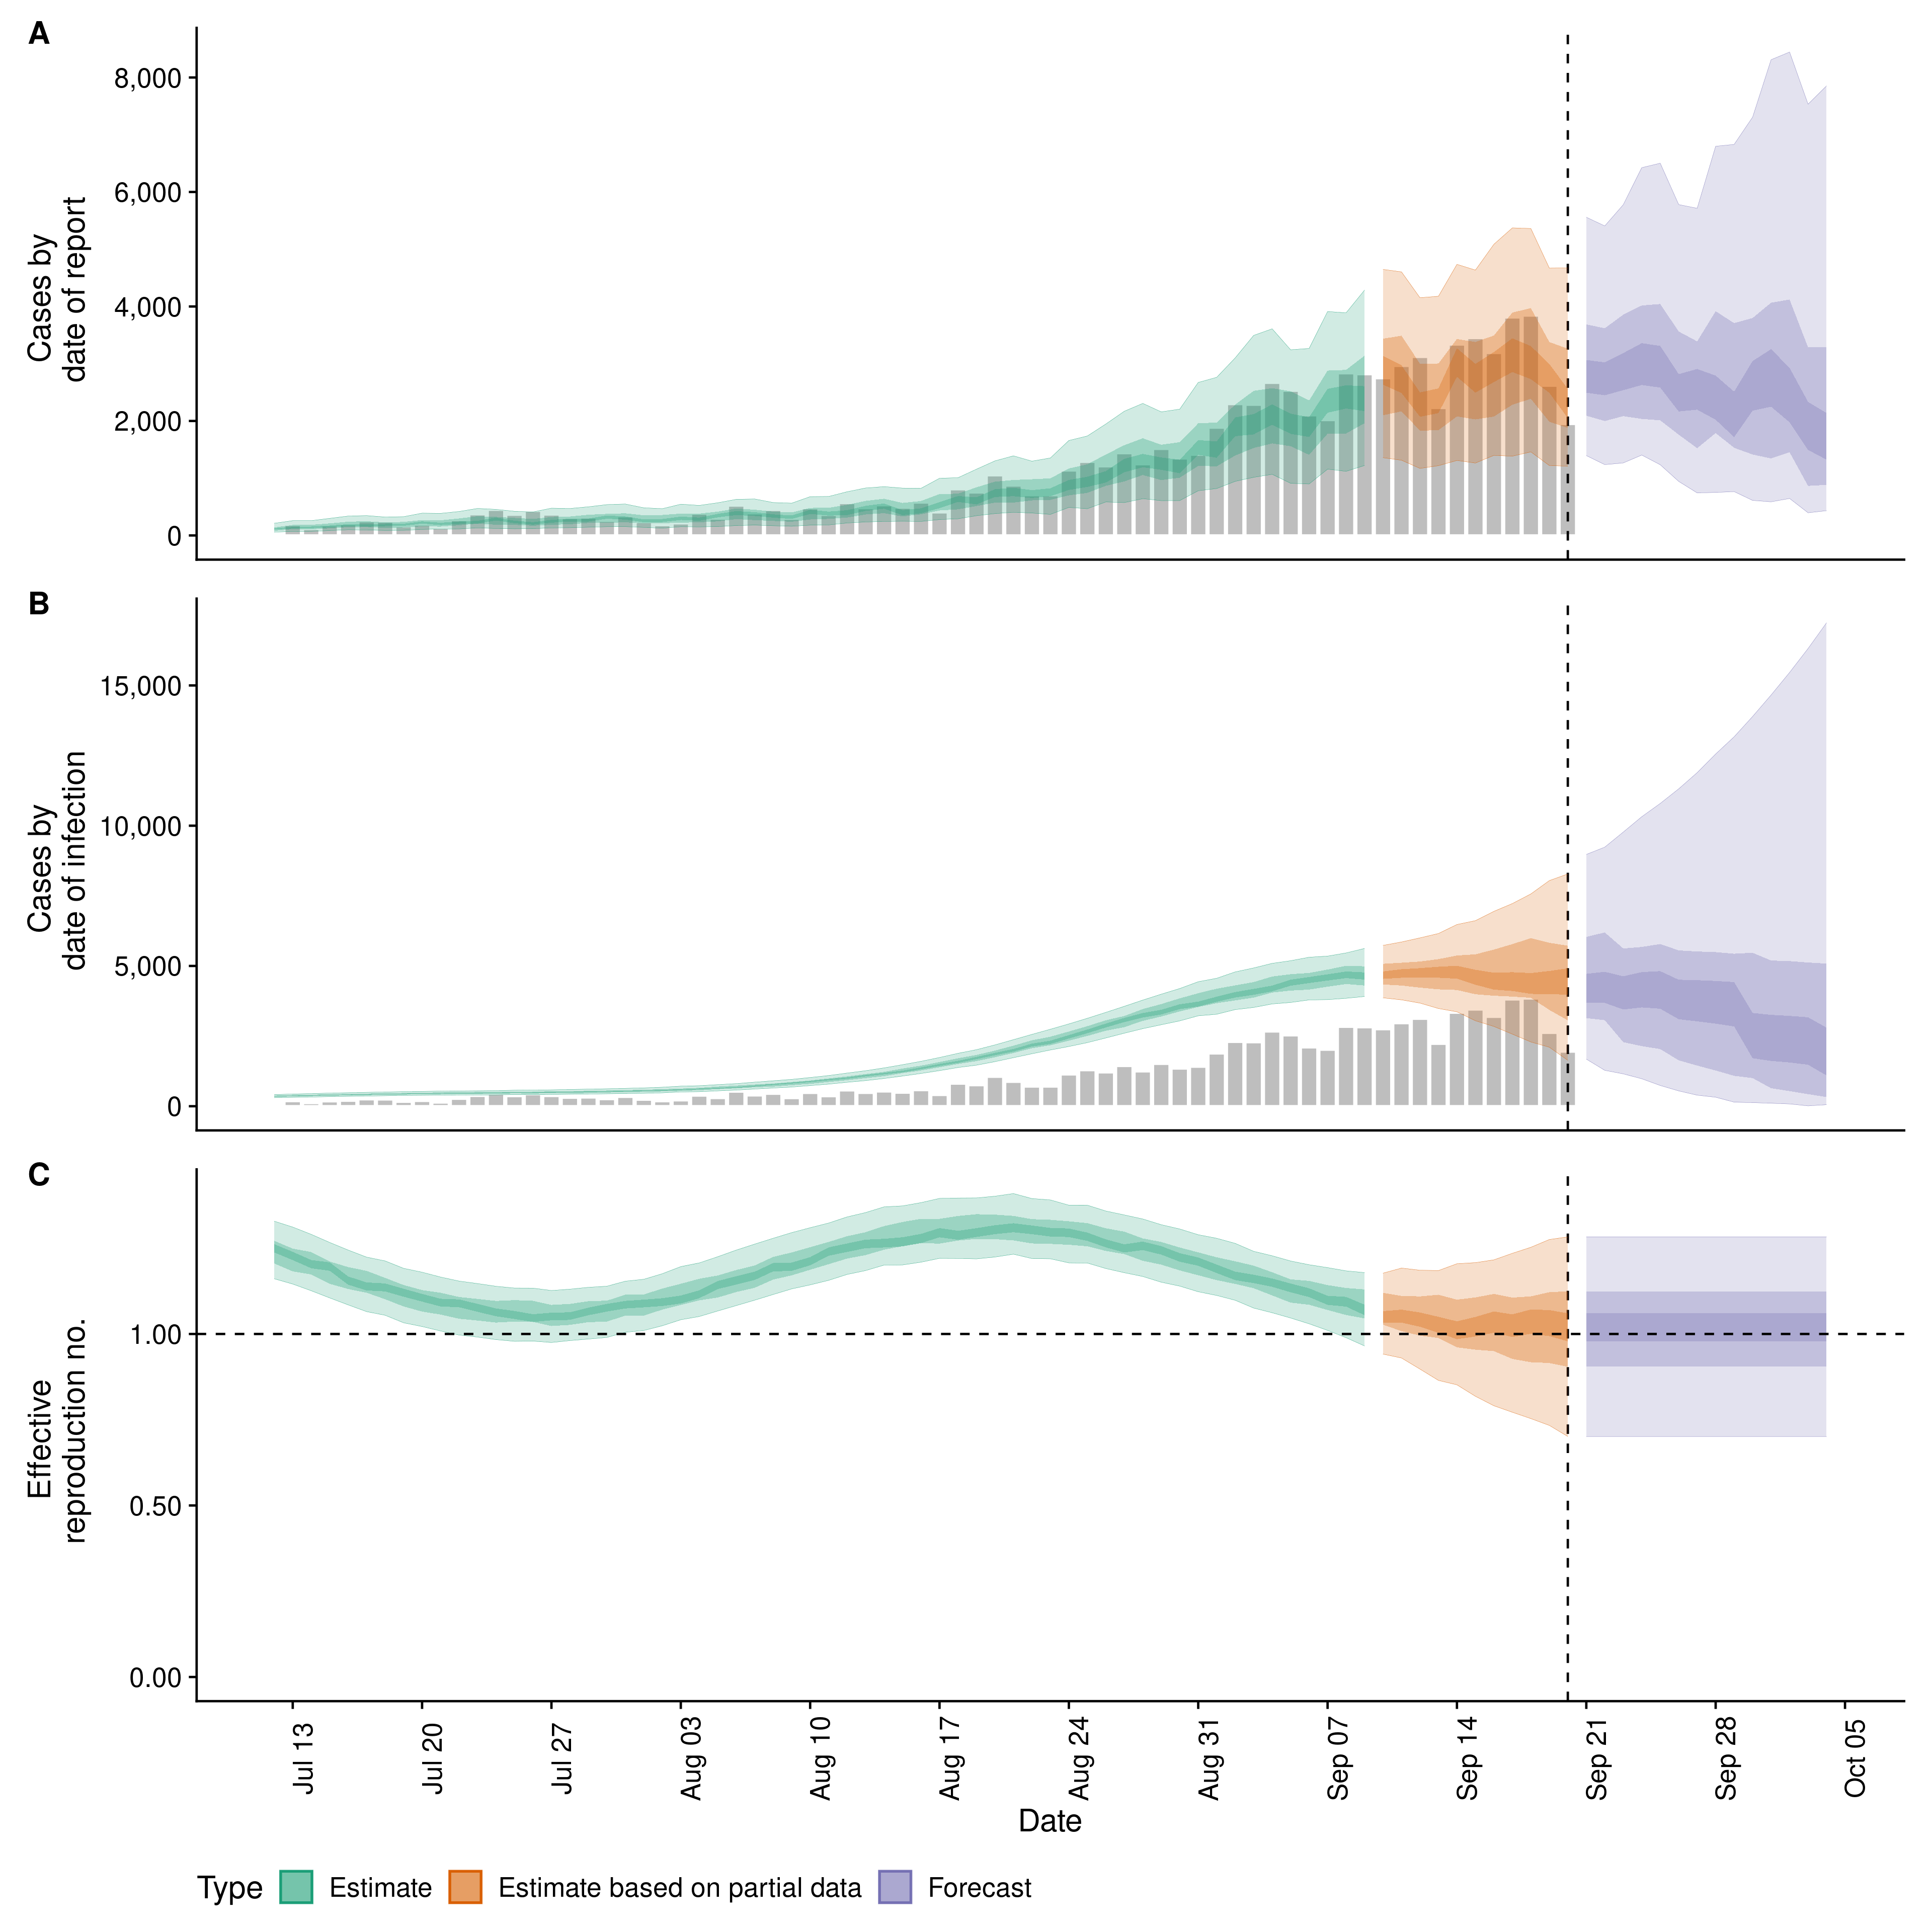 A
8,000
6,000
4,000
2,000
0
Cases by
date of report
B
15,000
10,000
5,000
0
Cases by
date of infection
C
1.00
0.50
0.00
Effective
reproduction no.
Jul 13
Jul 20
Jul 27
Aug 03
Aug 10
Aug 17
Aug 24
Aug 31
Sep 07
Sep 14
Sep 21
Sep 28
Oct 05
Date
Type Estimate Estimate based on partial data Forecast